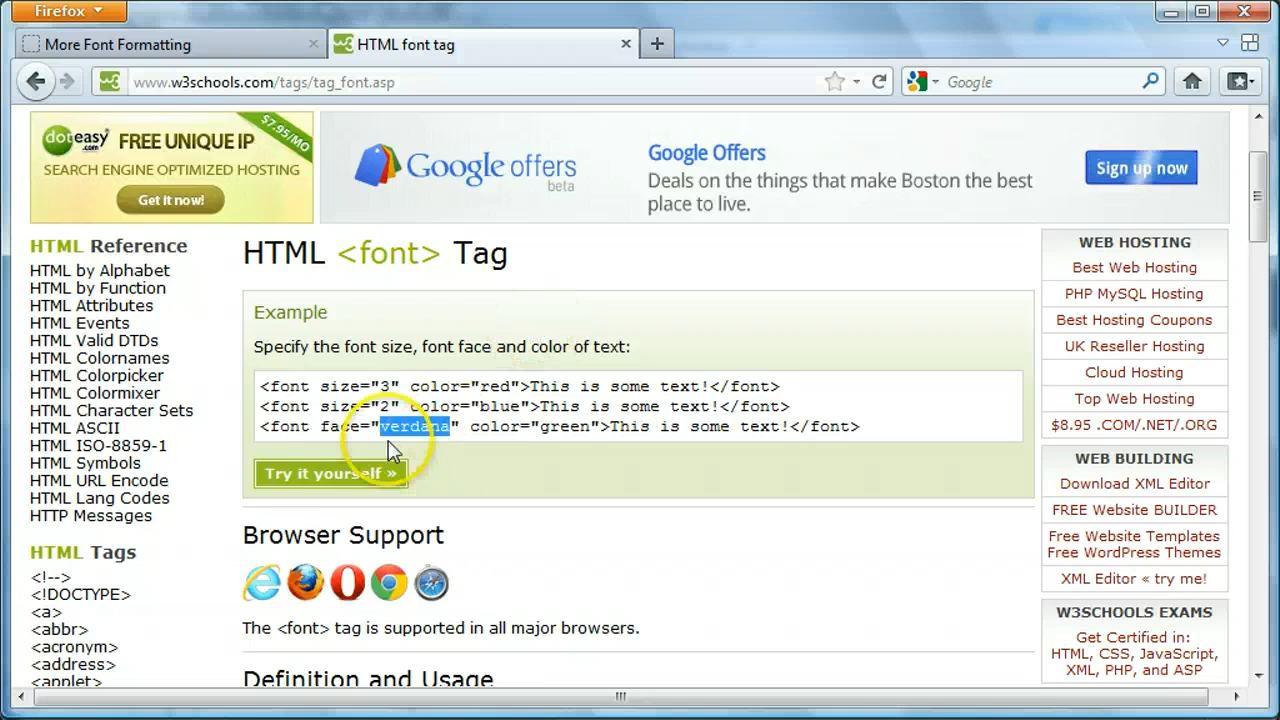 Firefox
More Font Formatting
HTML font tag
www.w3schools.com/tags/tag_font.asp
Google
doteasy.com
FREE UNIQUE IP
$7.95/MO
SEARCH ENGINE OPTIMIZED HOSTING
Get it now!
Google offers
beta
Google Offers
Deals on the things that make Boston the best
place to live.
Sign up now
HTML Reference
HTML by Alphabet
HTML by Function
HTML Attributes
HTML Events
HTML Valid DTDs
HTML Colornames
HTML Colorpicker
HTML Colormixer
HTML Character Sets
HTML ASCII
HTML ISO-8859-1
HTML Symbols
HTML URL Encode
HTML Lang Codes
HTTP Messages
HTML Tags
<!-->
<!DOCTYPE>
<a>
<abbr>
<acronym>
<address>
<applet>
HTML <font> Tag
Example
Specify the font size, font face and color of text:
<font size="3" color="red">This is some text!</font>
<font size="2" color="blue">This is some text!</font>
<font face="verdana" color="green">This is some text!</font>
Try it yourself »
Browser Support
The <font> tag is supported in all major browsers.
Definition and Usage
WEB HOSTING
Best Web Hosting
PHP MySQL Hosting
Best Hosting Coupons
UK Reseller Hosting
Cloud Hosting
Top Web Hosting
$8.95 .COM/.NET/.ORG
WEB BUILDING
Download XML Editor
FREE Website BUILDER
Free Website Templates
Free WordPress Themes
XML Editor « try me!
W3SCHOOLS EXAMS
Get Certified in:
HTML, CSS, JavaScript,
XML, PHP, and ASP